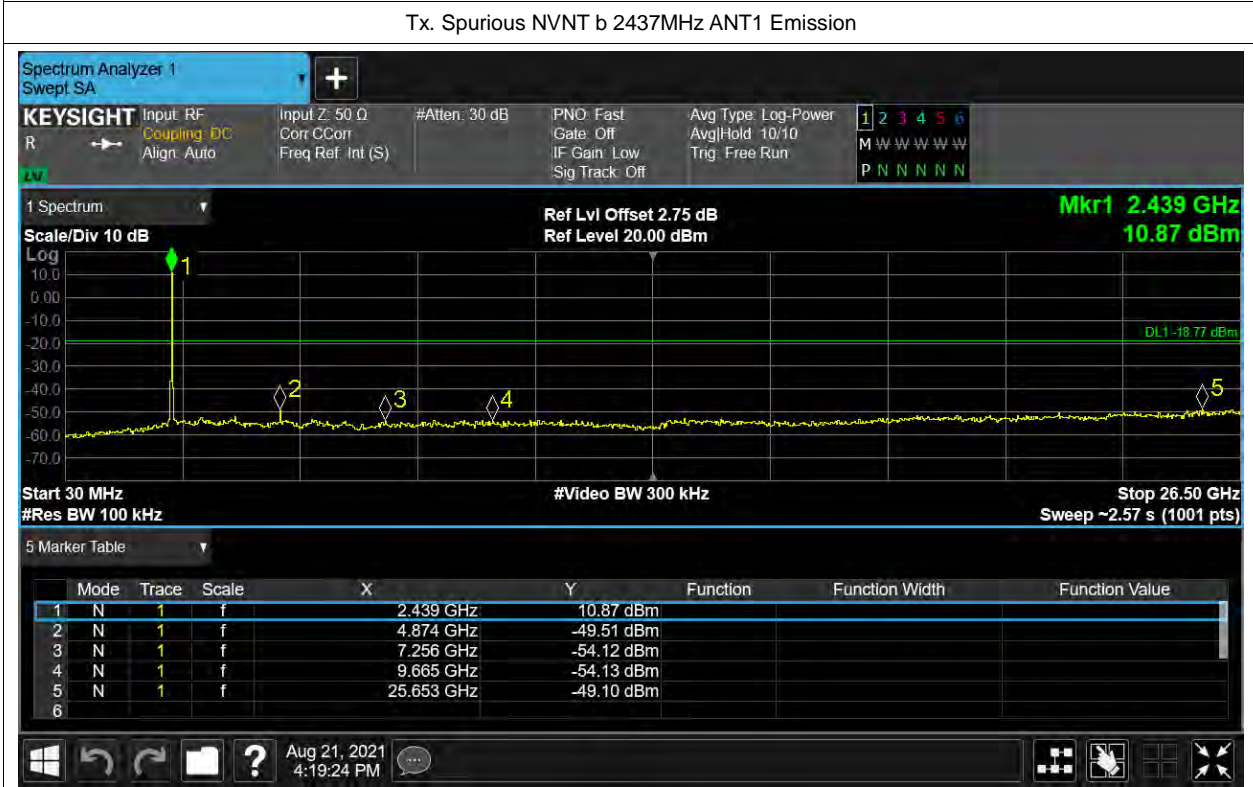 Tx. Spurious NVNT b 2437MHz ANT1 Emission
Spectrum Analyzer 1
Swept SA
+
KEYSIGHT
R
Input: RF
Coupling: DC
Align: Auto
Input Z: 50 Ω
Corr CCorr
Freq Ref: Int (S)
#Atten: 30 dB
PNO: Fast
Gate: Off
IF Gain: Low
Sig Track: Off
Avg Type: Log-Power
Avg|Hold: 10/10
Trig: Free Run
1 2 3 4 5 6
M W W W W W
P N N N N N
1 Spectrum
Scale/Div 10 dB
Ref Lvl Offset 2.75 dB
Ref Level 20.00 dBm
Mkr1 2.439 GHz
10.87 dBm
Log
10.0
0.00
-10.0
-20.0
-30.0
-40.0
-50.0
-60.0
-70.0
1
2
3
4
5
DL1 -18.77 dBm
Start 30 MHz
#Video BW 300 kHz
Stop 26.50 GHz
#Res BW 100 kHz
Sweep ~2.57 s (1001 pts)
5 Marker Table
Mode Trace Scale X Y Function Function Width Function Value
1 N 1 f 2.439 GHz 10.87 dBm
2 N 1 f 4.874 GHz -49.51 dBm
3 N 1 f 7.256 GHz -54.12 dBm
4 N 1 f 9.665 GHz -54.13 dBm
5 N 1 f 25.653 GHz -49.10 dBm
6
?
Aug 21, 2021
4:19:24 PM